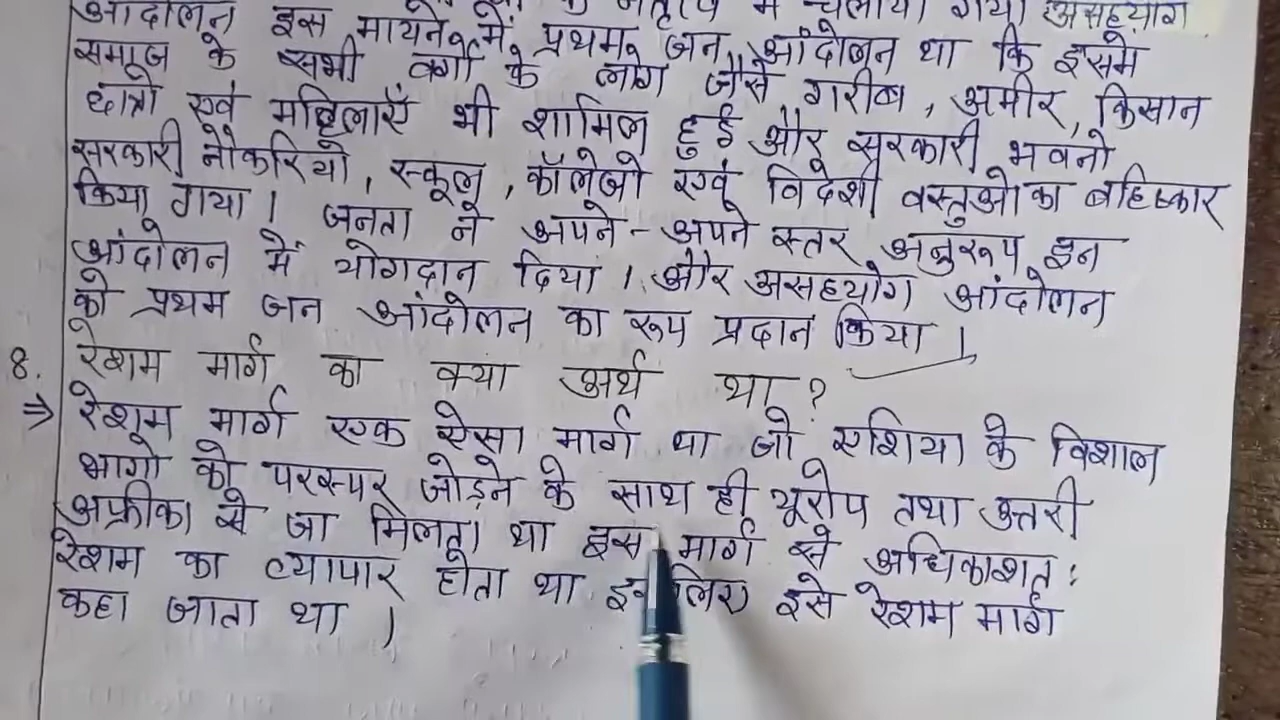 में चलाया गया असहयोग
आंदोलन इस मायने में प्रथम जन आंदोलन था कि इसमे
समाज के सभी वर्गो के लोग जैसे गरीब, अमीर, किसान
छात्रो एवं महिलाएँ भी शामिल हुई और सरकारी भवनो
सरकारी नौकरियो, स्कूल, कॉलेजो एवं विदेशी वस्तुओ का बहिष्कार
किया गया। जनता ने अपने-अपने स्तर अनुरूप इन
आंदोलन में योगदान दिया। और असहयोग आंदोलन
को प्रथम जन आंदोलन का रूप प्रदान किया।
8. रेशम मार्ग का क्या अर्थ था?
⇒ रेशम मार्ग एक ऐसा मार्ग था जो एशिया के विशाल
भागो को परस्पर जोड़ने के साथ ही यूरोप तथा उत्तरी
अफ्रीका से जा मिलता था इस मार्ग से अधिकाशत:
रेशम का व्यापार होता था इसलिए इसे रेशम मार्ग
कहा जाता था।